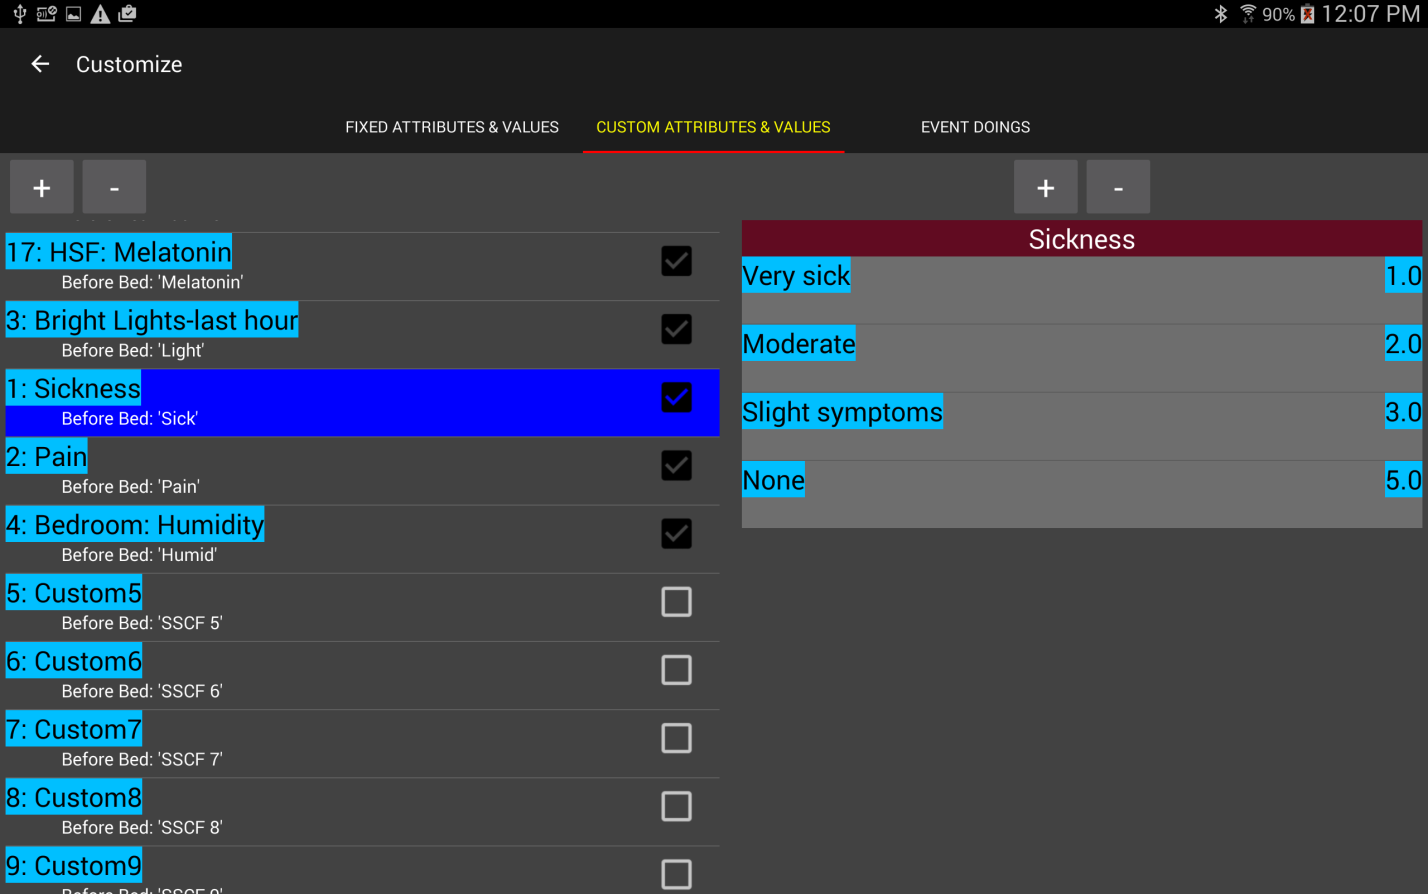 90% 12:07 PM
Customize
FIXED ATTRIBUTES & VALUES CUSTOM ATTRIBUTES & VALUES EVENT DOINGS
+ - + -
17: HSF: Melatonin
Before Bed: 'Melatonin'
3: Bright Lights-last hour
Before Bed: 'Light'
1: Sickness
Before Bed: 'Sick'
2: Pain
Before Bed: 'Pain'
4: Bedroom: Humidity
Before Bed: 'Humid'
5: Custom5
Before Bed: 'SSCF 5'
6: Custom6
Before Bed: 'SSCF 6'
7: Custom7
Before Bed: 'SSCF 7'
8: Custom8
Before Bed: 'SSCF 8'
9: Custom9
Before Bed: 'SSCF 9'
Sickness
Very sick 1.0
Moderate 2.0
Slight symptoms 3.0
None 5.0